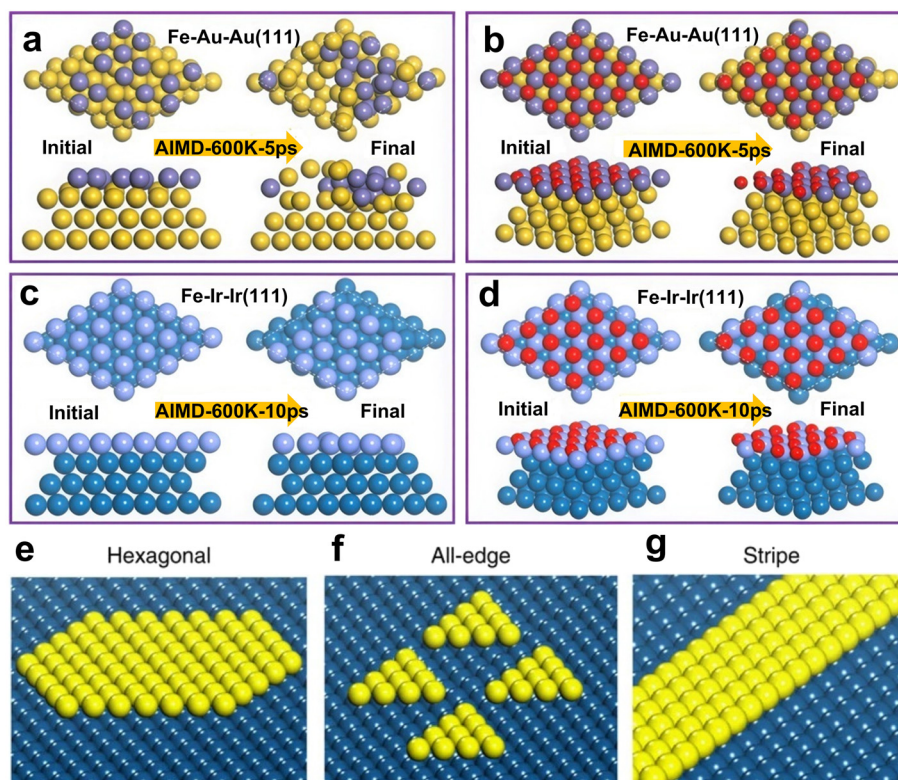 a
Fe-Au-Au(111)
Initial
AIMD-600K-5ps
Final
b
Fe-Au-Au(111)
Initial
AIMD-600K-5ps
Final
c
Fe-Ir-Ir(111)
Initial
AIMD-600K-10ps
Final
d
Fe-Ir-Ir(111)
Initial
AIMD-600K-10ps
Final
e
Hexagonal
f
All-edge
g
Stripe